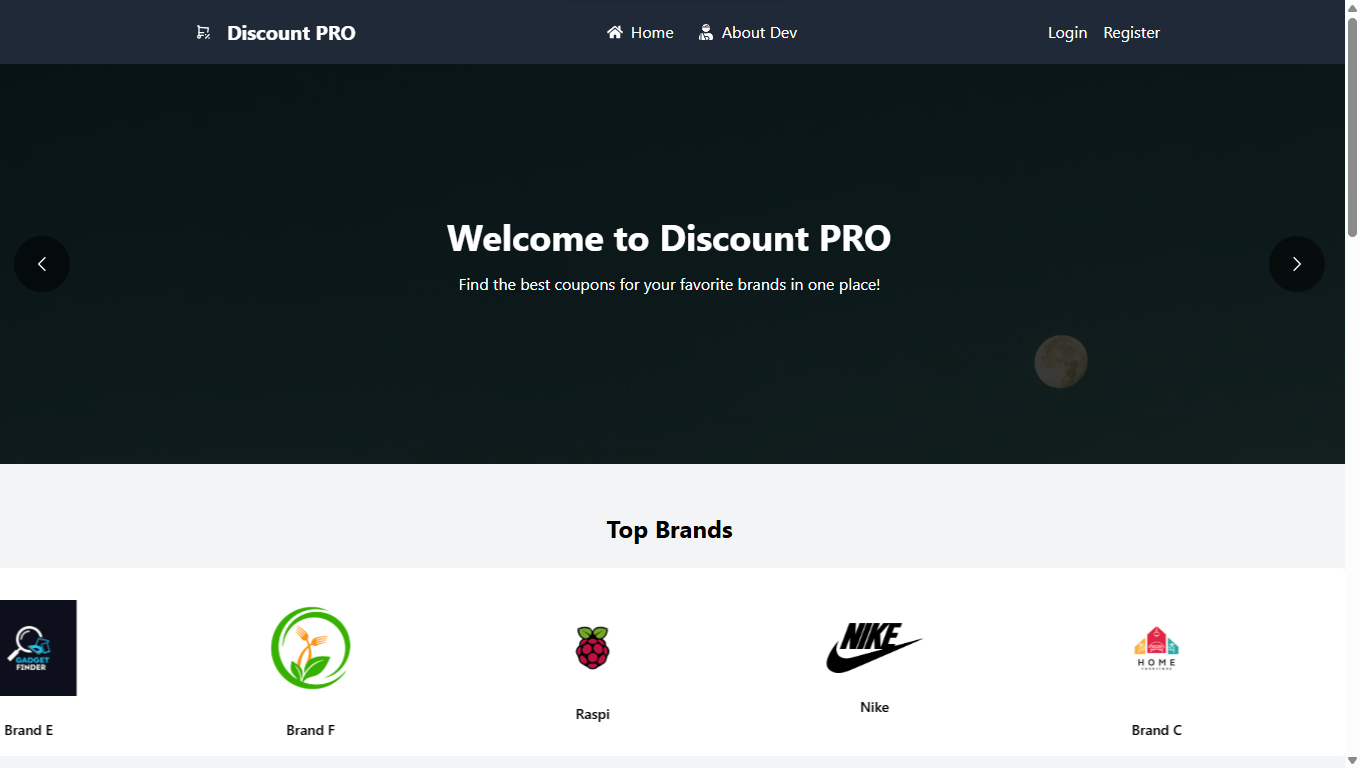 Discount PRO
Home
About Dev
Login
Register
Welcome to Discount PRO
Find the best coupons for your favorite brands in one place!
Top Brands
GADGET
FINDER
NIKE
HOME
Brand E
Brand F
Raspi
Nike
Brand C